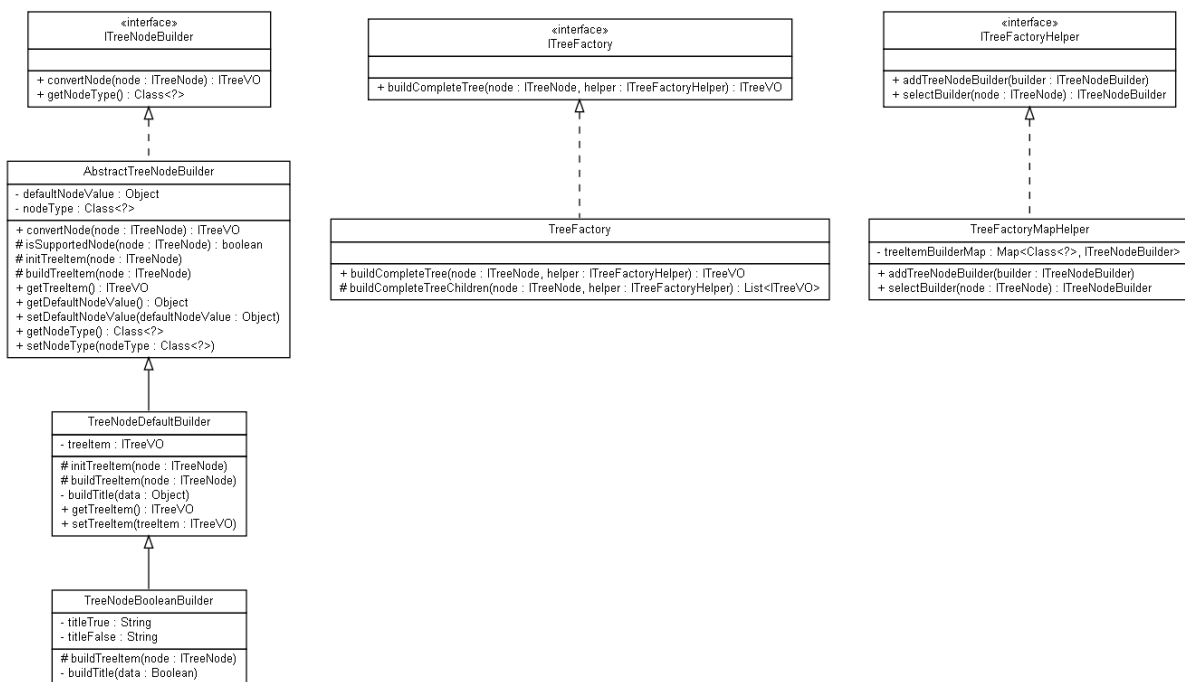 «interface»
ITreeNodeBuilder
+ convertNode(node : ITreeNode) : ITreeVO
+ getNodeType() : Class<?>
AbstractTreeNodeBuilder
- defaultNodeValue : Object
- nodeType : Class<?>
+ convertNode(node : ITreeNode) : ITreeVO
# isSupportedNode(node : ITreeNode) : boolean
# initTreeItem(node : ITreeNode)
# buildTreeItem(node : ITreeNode)
+ getTreeItem() : ITreeVO
+ getDefaultNodeValue() : Object
+ setDefaultNodeValue(defaultNodeValue : Object)
+ getNodeType() : Class<?>
+ setNodeType(nodeType : Class<?>)
TreeNodeDefaultBuilder
- treeItem : ITreeVO
# initTreeItem(node : ITreeNode)
# buildTreeItem(node : ITreeNode)
- buildTitle(data : Object)
+ getTreeItem() : ITreeVO
+ setTreeItem(treeItem : ITreeVO)
TreeNodeBooleanBuilder
- titleTrue : String
- titleFalse : String
# buildTreeItem(node : ITreeNode)
- buildTitle(data : Boolean)
«interface»
ITreeFactory
+ buildCompleteTree(node : ITreeNode, helper : ITreeFactoryHelper) : ITreeVO
TreeFactory
+ buildCompleteTree(node : ITreeNode, helper : ITreeFactoryHelper) : ITreeVO
# buildCompleteTreeChildren(node : ITreeNode, helper : ITreeFactoryHelper) : List<ITreeVO>
«interface»
ITreeFactoryHelper
+ addTreeNodeBuilder(builder : ITreeNodeBuilder)
+ selectBuilder(node : ITreeNode) : ITreeNodeBuilder
TreeFactoryMapHelper
- treeItemBuilderMap : Map<Class<?>, ITreeNodeBuilder>
+ addTreeNodeBuilder(builder : ITreeNodeBuilder)
+ selectBuilder(node : ITreeNode) : ITreeNodeBuilder